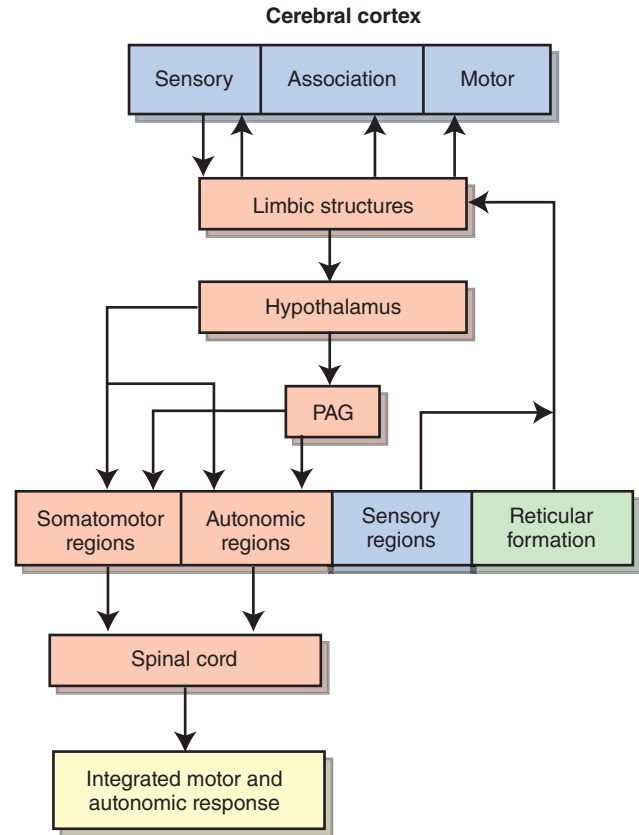 Cerebral cortex
Sensory
Association
Motor
Limbic structures
Hypothalamus
PAG
Somatomotor
regions
Autonomic
regions
Sensory
regions
Reticular
formation
Spinal cord
Integrated motor and
autonomic response